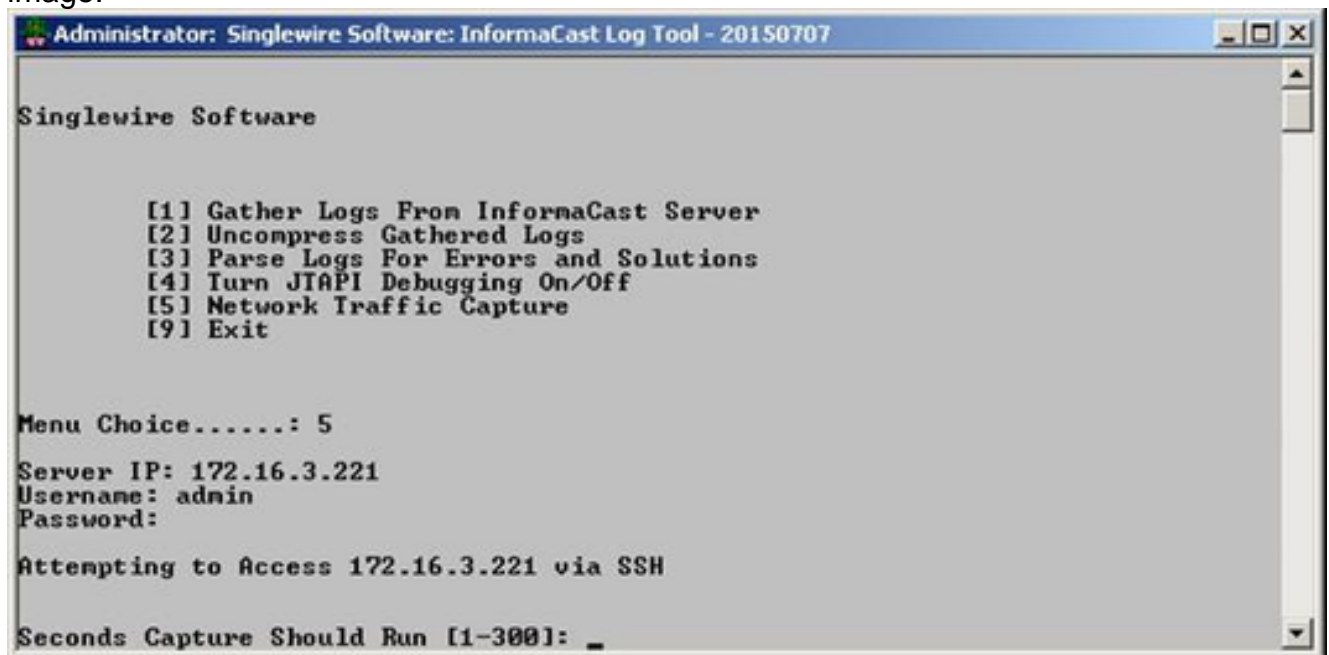 image.
Administrator: Singlewire Software: InformaCast Log Tool - 20150707
Singlewire Software
[1] Gather Logs From InformaCast Server
[2] Uncompress Gathered Logs
[3] Parse Logs For Errors and Solutions
[4] Turn JTAPI Debugging On/Off
[5] Network Traffic Capture
[9] Exit
Menu Choice......: 5
Server IP: 172.16.3.221
Username: admin
Password:
Attempting to Access 172.16.3.221 via SSH
Seconds Capture Should Run [1-300]: _